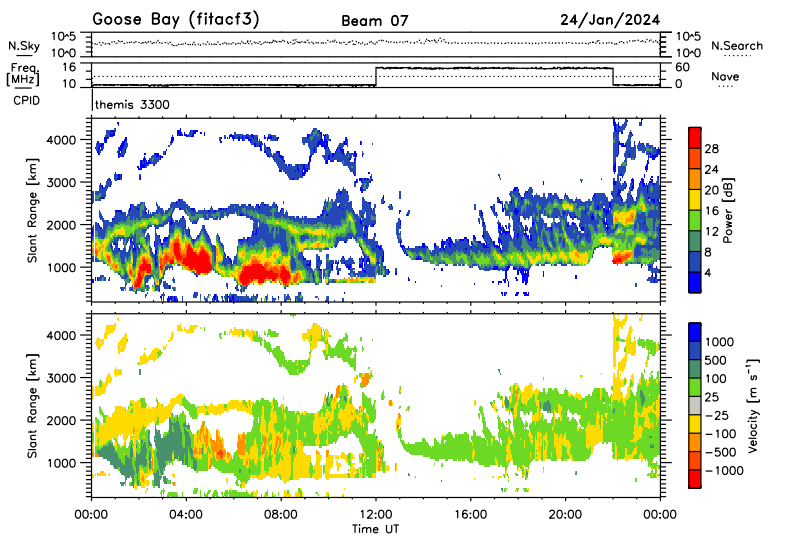 Goose Bay (fitacf3) Beam 07 24/Jan/2024
10^5 10^5
N.Sky N.Search
10^0 10^0
Freq. 16 60
[MHz] Nave
10 0
CPID
themis 3300
4000
3000
2000
1000
Slant Range [km]
28
24
20
16
12
8
4
Power [dB]
4000
3000
2000
1000
Slant Range [km]
1000
500
100
25
-25
-100
-500
-1000
Velocity [m s⁻¹]
00:00 04:00 08:00 12:00 16:00 20:00 00:00
Time UT